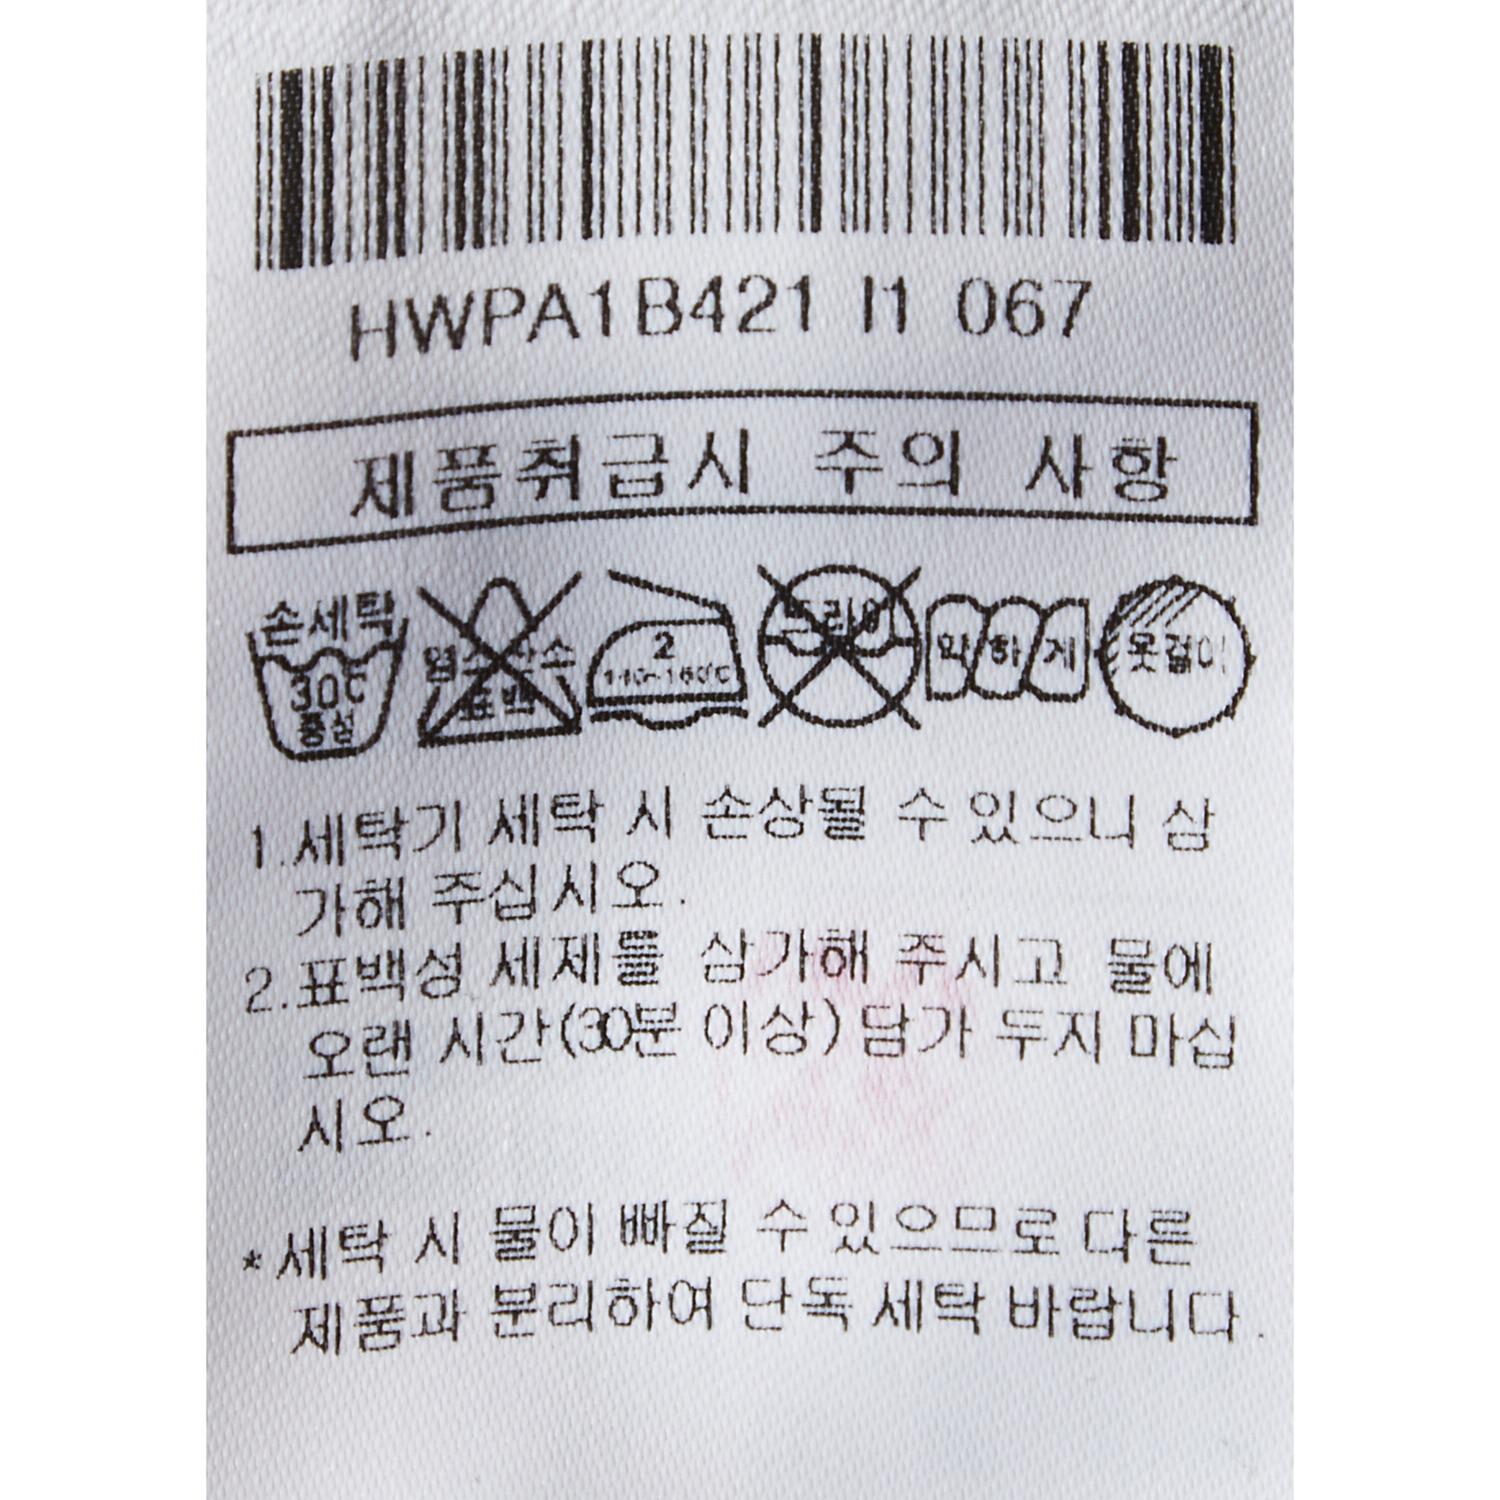 HWPA1B421 I1 067
제품취급시 주의 사항
손세탁
30℃
중성
염소산소
표백
2
140~160℃
드라이
약하게
옷걸이
1.세탁기 세탁 시 손상될 수 있으니 삼
가해 주십시오.
2.표백성 세제를 삼가해 주시고 물에
오랜 시간(30분 이상) 담가 두지 마십
시오.
*세탁 시 물이 빠질 수 있으므로 다른
제품과 분리하여 단독 세탁 바랍니다.